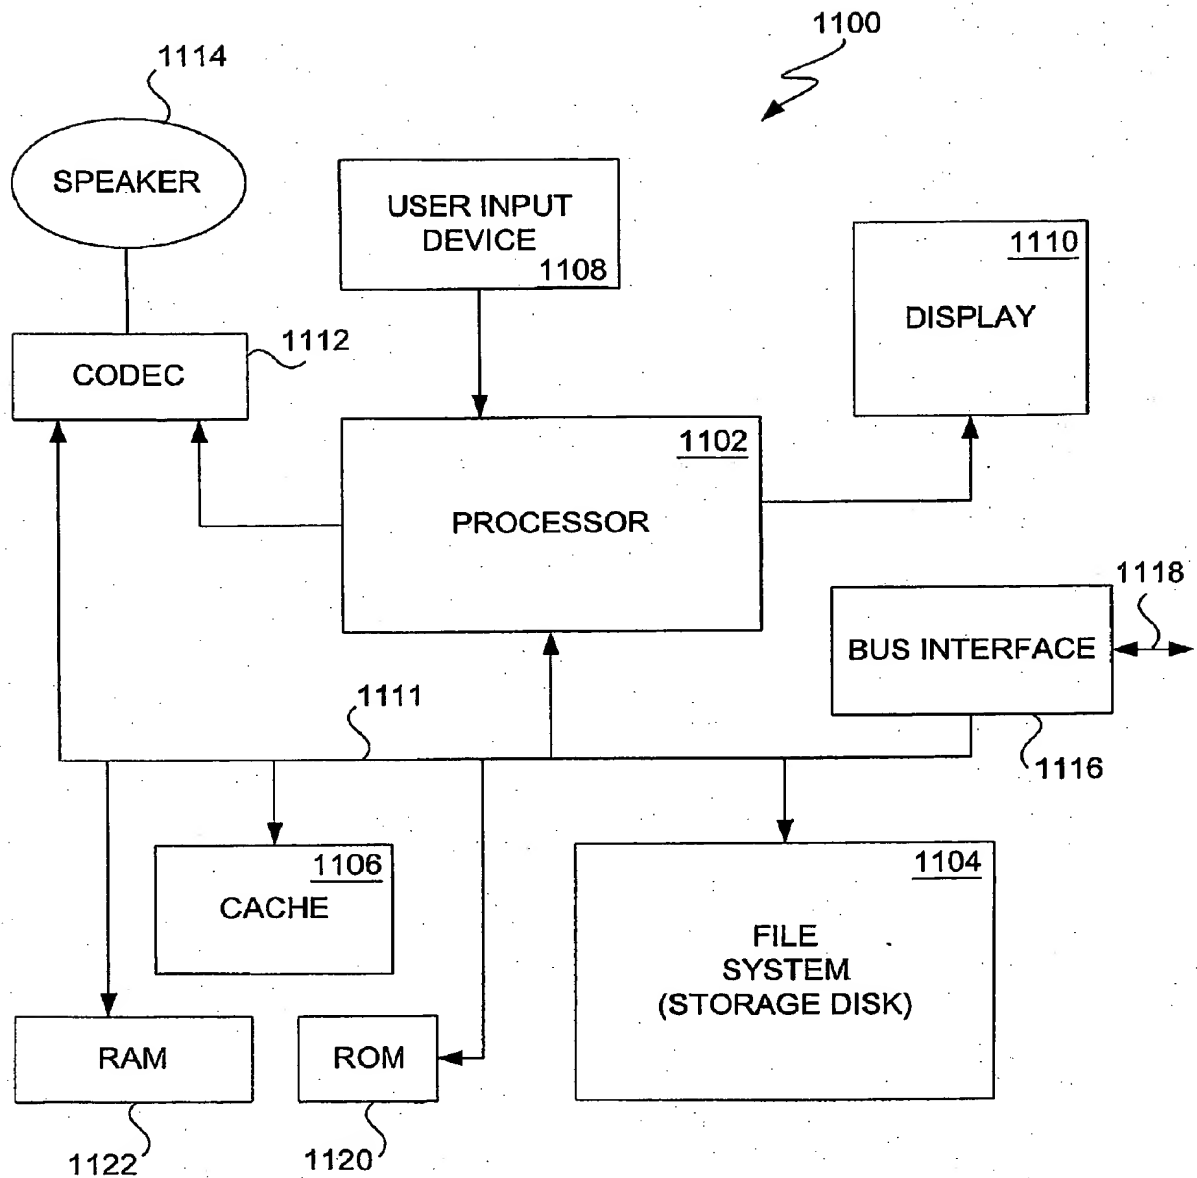 1100
1114
SPEAKER
USER INPUT
DEVICE
1108
1110
DISPLAY
1112
CODEC
1102
PROCESSOR
1118
BUS INTERFACE
1111
1116
1106
CACHE
1104
FILE
SYSTEM
(STORAGE DISK)
RAM
ROM
1122
1120